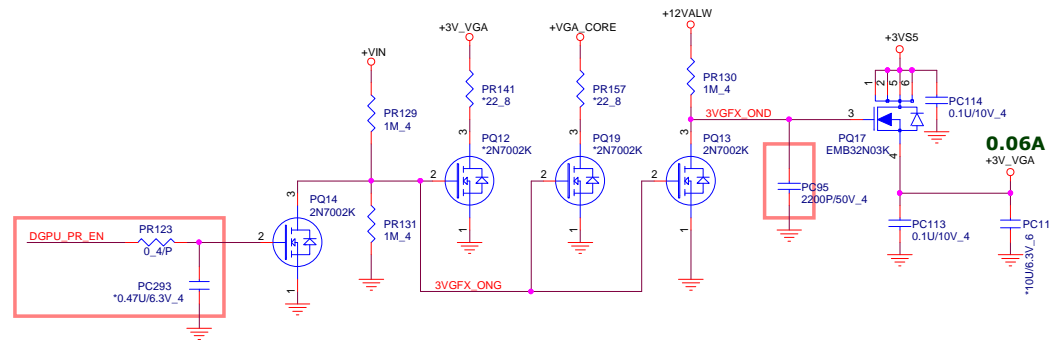 +12VALW
+3V_VGA
+VGA_CORE
+3VS5
+VIN
PR141
*22_8
PR157
*22_8
PR130
1M_4
1
2
5
6
PC114
0.1U/10V_4
PR129
1M_4
3VGFX_OND
3
PQ12
*2N7002K
3
PQ19
*2N7002K
3
PQ13
2N7002K
3
PQ17
EMB32N03K
4
0.06A
+3V_VGA
2
2
2
1
1
1
PC95
2200P/50V_4
3
PQ14
2N7002K
PR131
1M_4
DGPU_PR_EN
PR123
0_4/P
2
1
PC293
*0.47U/6.3V_4
3VGFX_ONG
PC113
0.1U/10V_4
PC11
*10U/6.3V_6